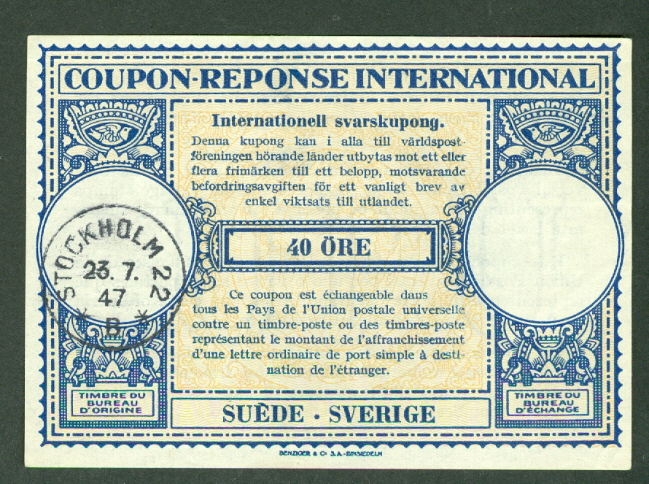 COUPON-REPONSE INTERNATIONAL
Internationell svarskupong.
Denna kupong kan i alla till världspost-
föreningen hörande länder utbytas mot ett eller
flera frimärken till ett belopp, motsvarande
befordringsavgiften för ett vanligt brev av
enkel viktsats till utlandet.
40 ÖRE
Ce coupon est échangeable dans
tous les Pays de l'Union postale universelle
contre un timbre-poste ou des timbres-poste
représentant le montant de l'affranchissement
d'une lettre ordinaire de port simple à desti-
nation de l'étranger.
STOCKHOLM 22
23. 7.
47
* B *
TIMBRE DU
BUREAU
D'ORIGINE
SUÈDE · SVERIGE
TIMBRE DU
BUREAU
D'ÉCHANGE
BENZIGER & Co S.A.-EINSIEDELN